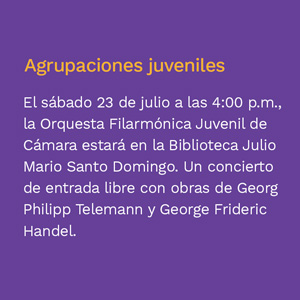 Agrupaciones juveniles
El sábado 23 de julio a las 4:00 p.m.,
la Orquesta Filarmónica Juvenil de
Cámara estará en la Biblioteca Julio
Mario Santo Domingo. Un concierto
de entrada libre con obras de Georg
Philipp Telemann y George Frideric
Handel.